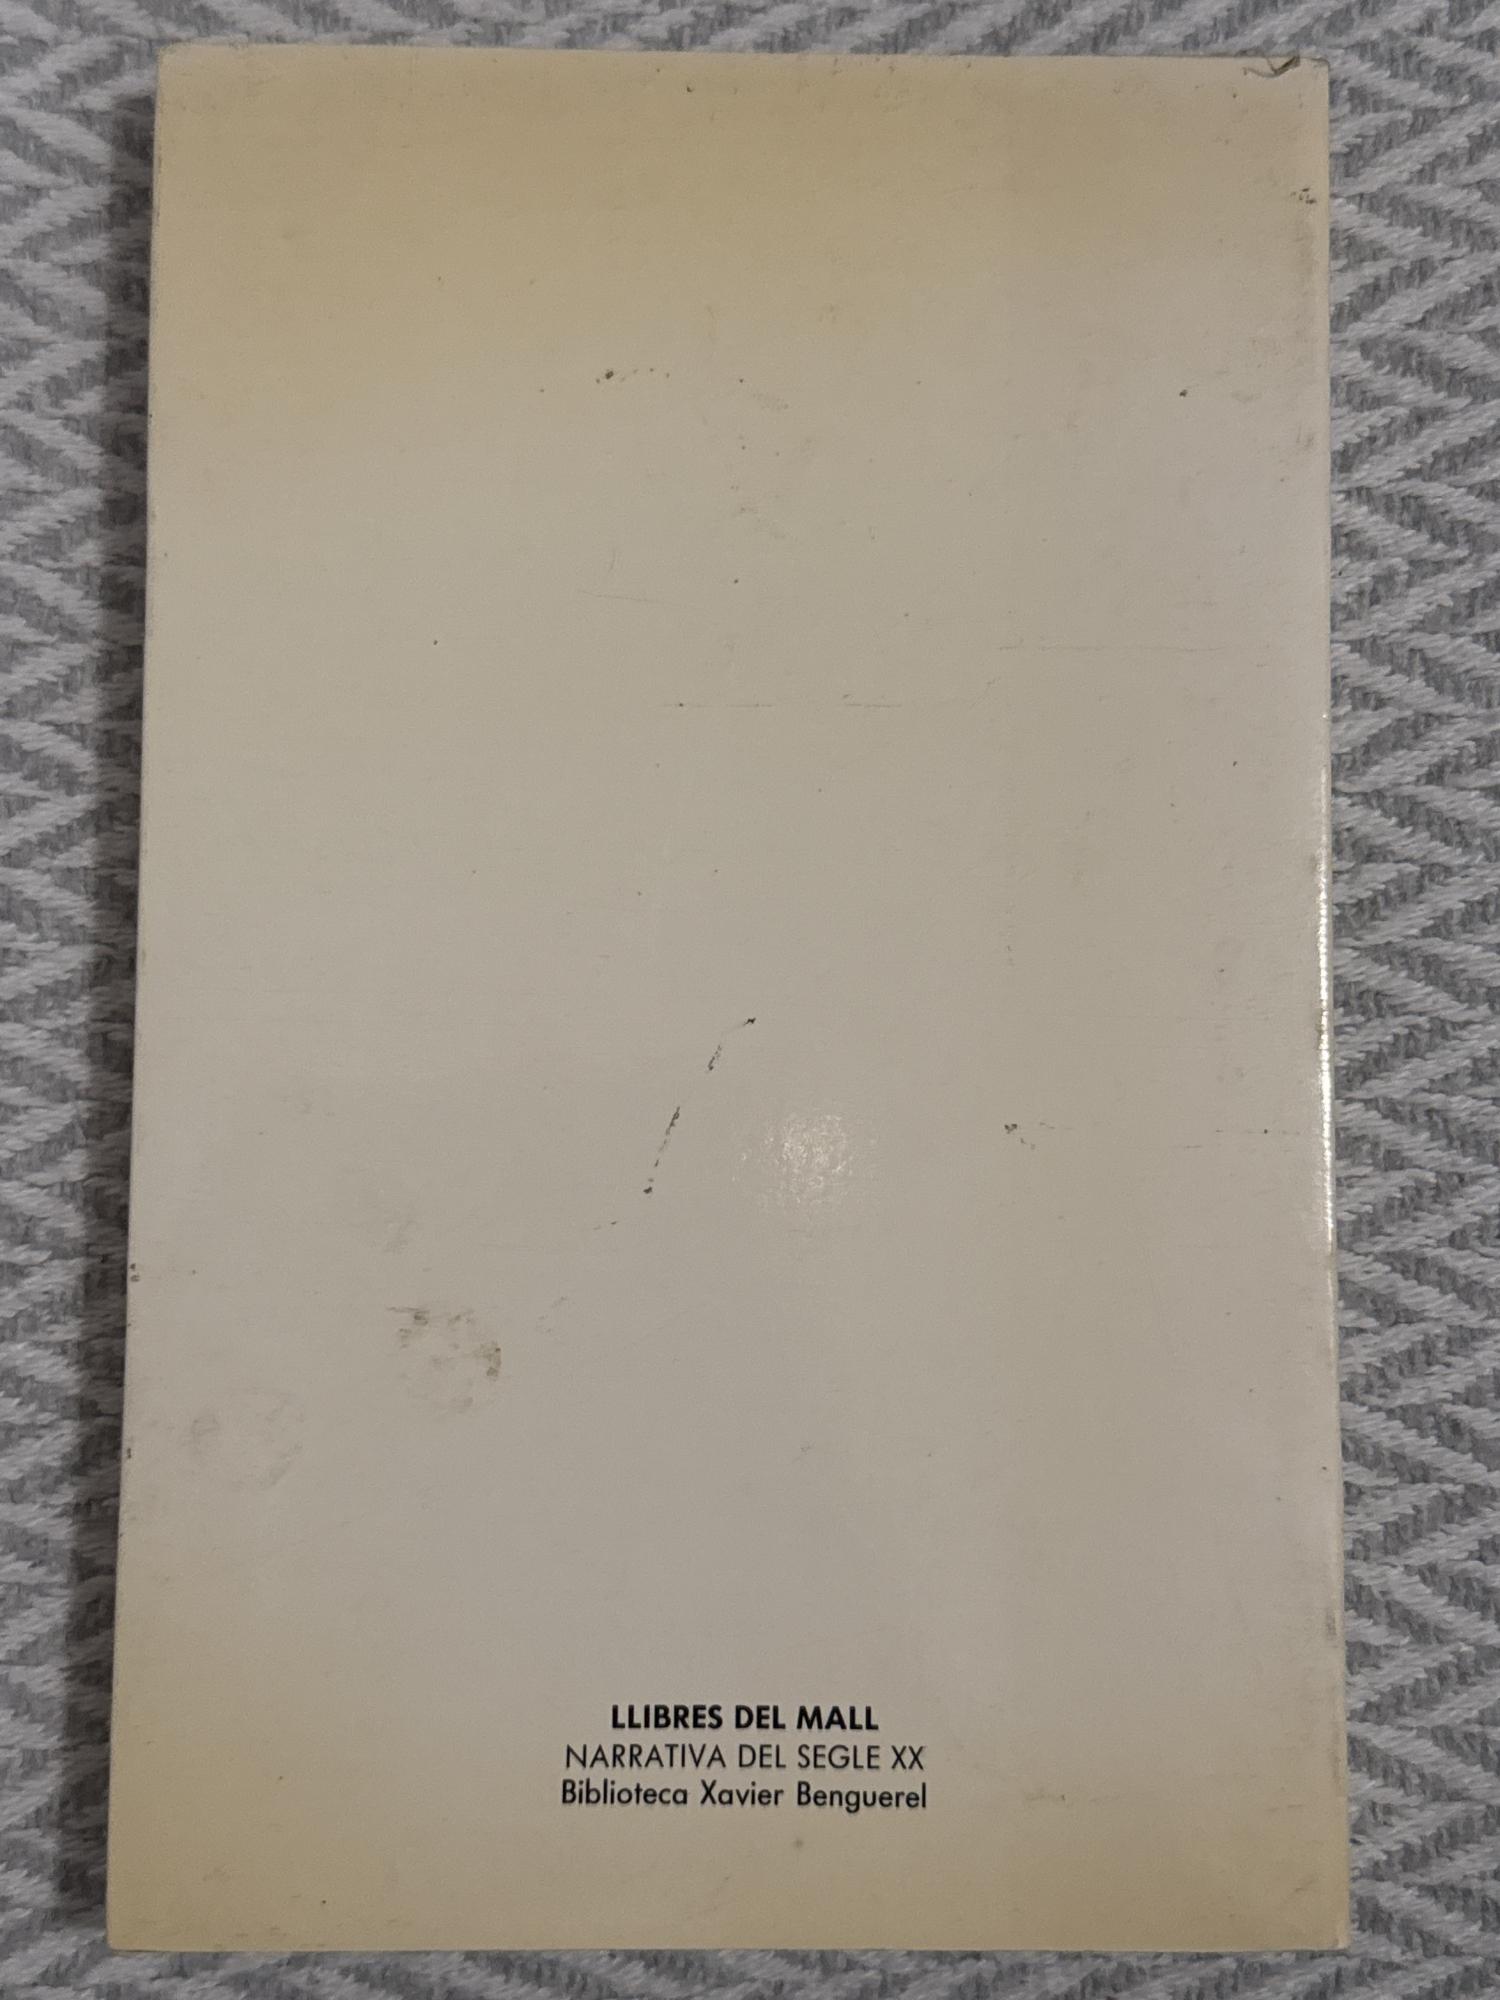 LLIBRES DEL MALL
NARRATIVA DEL SEGLE XX
Biblioteca Xavier Benguerel